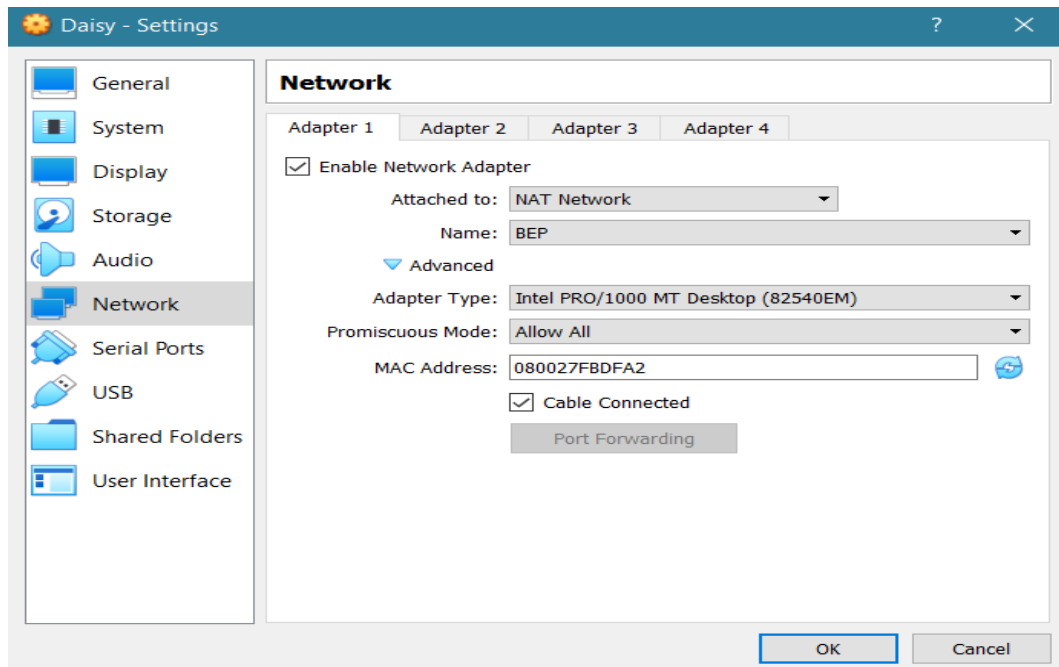 Daisy - Settings
?
General
System
Display
Storage
Audio
Network
Serial Ports
USB
Shared Folders
User Interface
Network
Adapter 1 Adapter 2 Adapter 3 Adapter 4
Enable Network Adapter
Attached to: NAT Network
Name: BEP
Advanced
Adapter Type: Intel PRO/1000 MT Desktop (82540EM)
Promiscuous Mode: Allow All
MAC Address: 080027FBDFA2
Cable Connected
Port Forwarding
OK Cancel